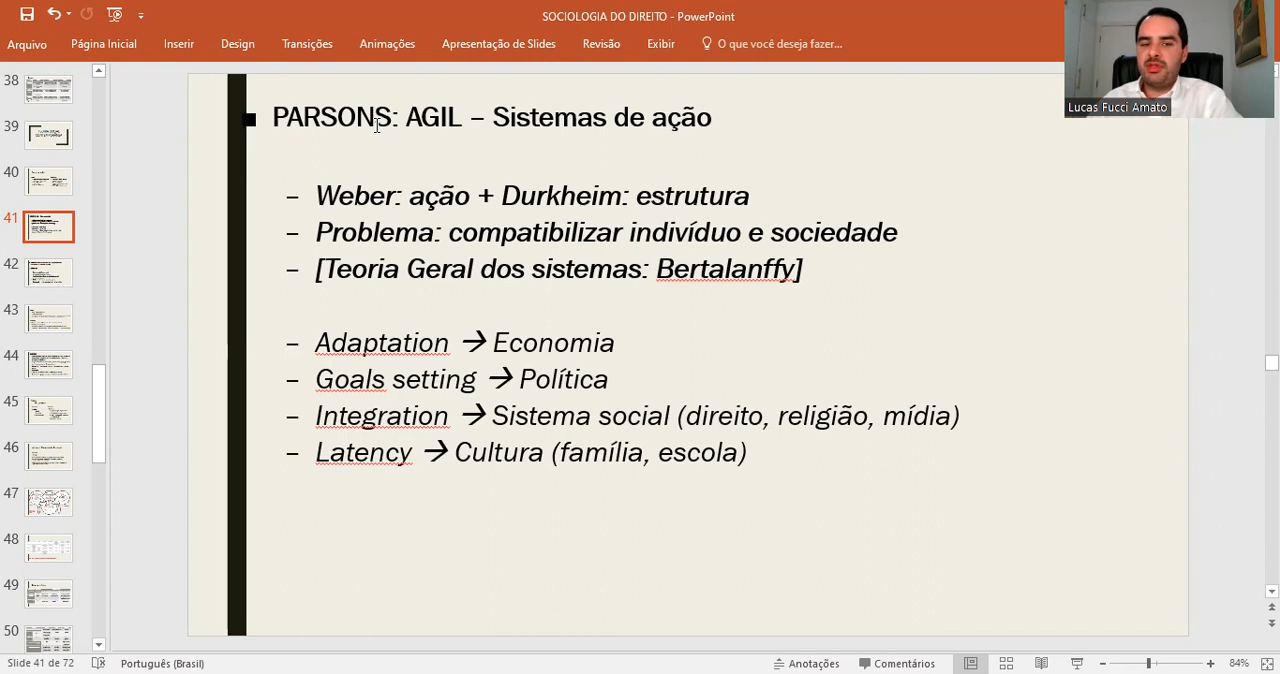 SOCIOLOGIA DO DIREITO - PowerPoint
Arquivo Página Inicial Inserir Design Transições Animações Apresentação de Slides Revisão Exibir O que você deseja fazer...
Lucas Fucci Amato
38
39
40
41
42
43
44
45
46
47
48
49
50
■ PARSONS: AGIL – Sistemas de ação
– Weber: ação + Durkheim: estrutura
– Problema: compatibilizar indivíduo e sociedade
– [Teoria Geral dos sistemas: Bertalanffy]
– Adaptation → Economia
– Goals setting → Política
– Integration → Sistema social (direito, religião, mídia)
– Latency → Cultura (família, escola)
Slide 41 de 72 Português (Brasil) Anotações Comentários 84%